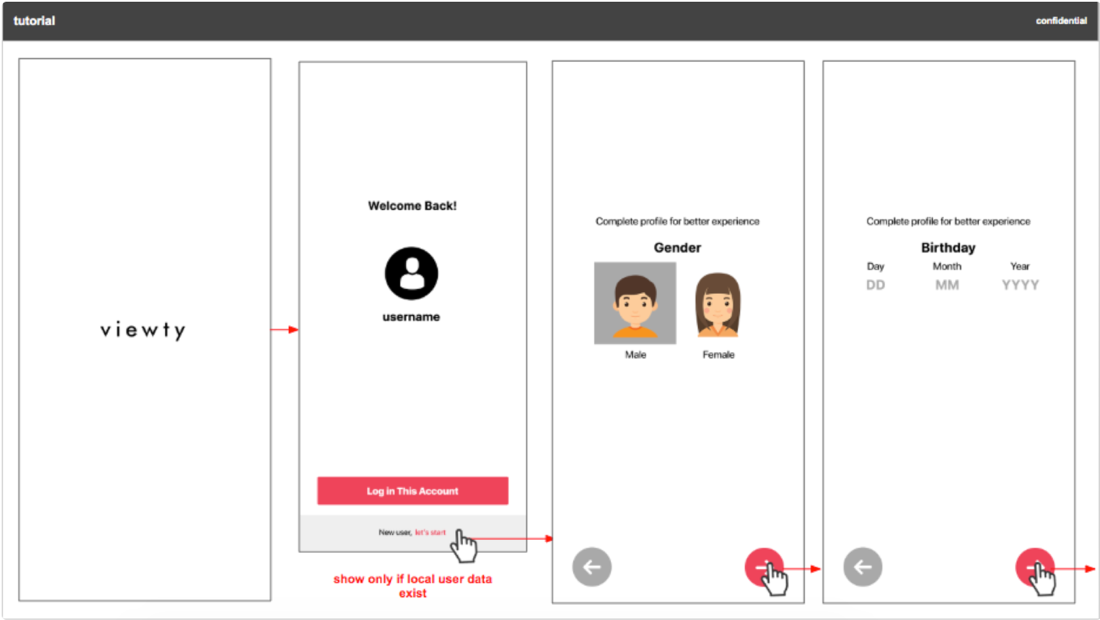 tutorial
confidential
viewty
Welcome Back!
username
Log in This Account
New user, let's start
show only if local user data
exist
Complete profile for better experience
Gender
Male
Female
Complete profile for better experience
Birthday
Day
Month
Year
DD
MM
YYYY